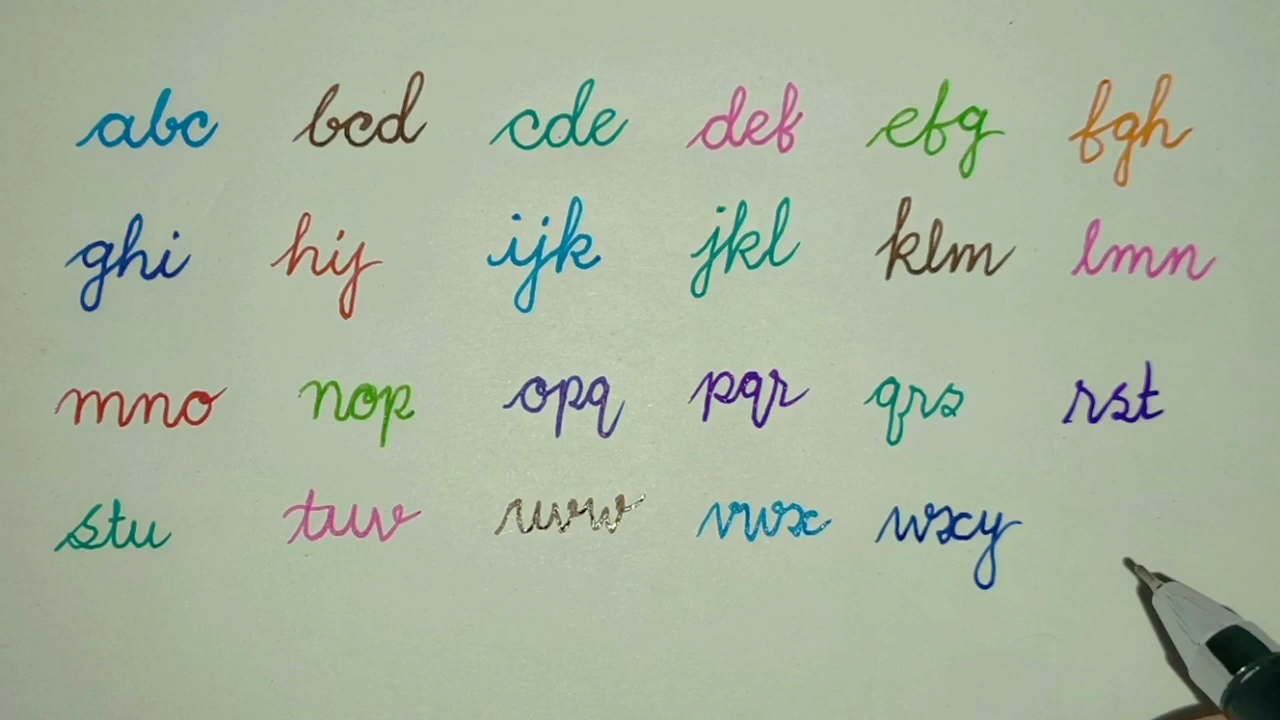 abc bcd cde def efg fgh
ghi hij ijk jkl klm lmn
mno nop opq pqr qrs rst
stu tuv uvw vwx wxy